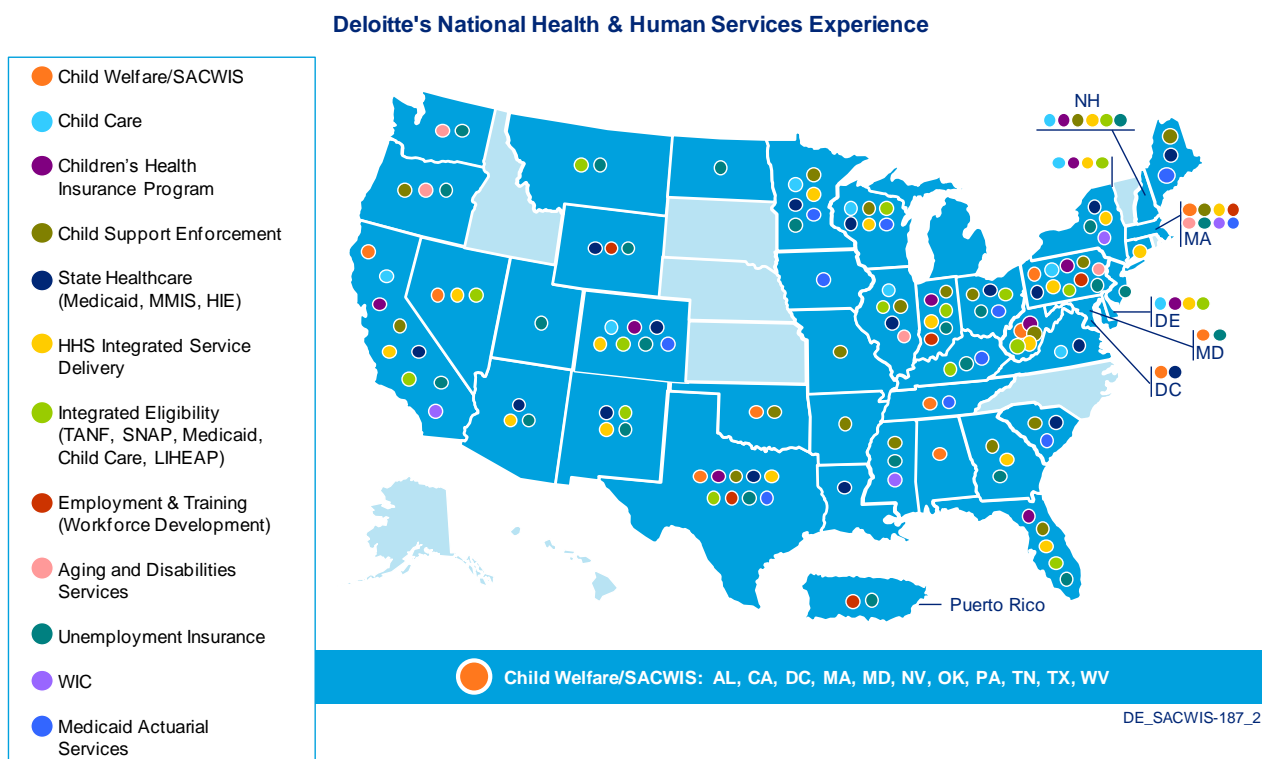 Deloitte's National Health & Human Services Experience
Child Welfare/SACWIS
Child Care
Children's Health
Insurance Program
Child Support Enforcement
State Healthcare
(Medicaid, MMIS, HIE)
HHS Integrated Service
Delivery
Integrated Eligibility
(TANF, SNAP, Medicaid,
Child Care, LIHEAP)
Employment & Training
(Workforce Development)
Aging and Disabilities
Services
Unemployment Insurance
WIC
Medicaid Actuarial
Services
NH
MA
DE
MD
DC
Puerto Rico
Child Welfare/SACWIS: AL, CA, DC, MA, MD, NV, OK, PA, TN, TX, WV
DE_SACWIS-187_2